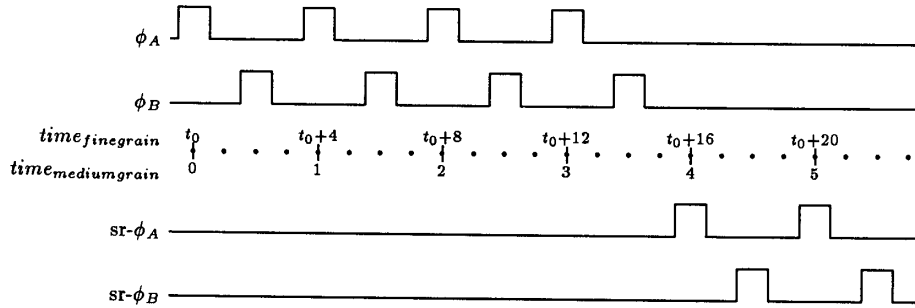 ϕA
ϕB
timefinegrain t0 t0+4 t0+8 t0+12 t0+16 t0+20
timemediumgrain 0 1 2 3 4 5
sr-ϕA
sr-ϕB